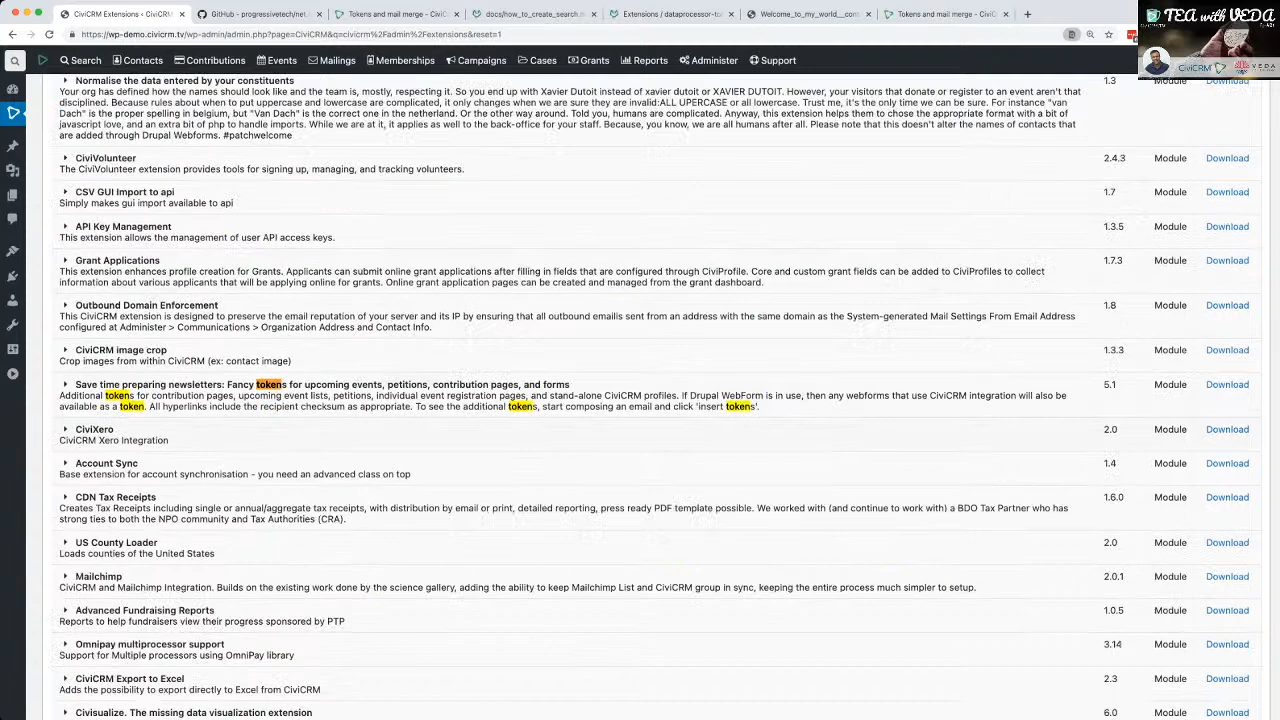 CiviCRM Extensions ‹ CiviCRM
GitHub - progressivetech/net.
Tokens and mail merge - CiviC
docs/how_to_create_search.m
Extensions / dataprocessor-to
Welcome_to_my_world__con
Tokens and mail merge - CiviC
wp-demo.civicrm.tv/wp-admin/admin.php?page=CiviCRM&q=civicrm%2Fadmin%2Fextensions&reset=1
TEA with VEDA
CIVICRM
VEDA
Search
Contacts
Contributions
Events
Mailings
Memberships
Campaigns
Cases
Grants
Reports
Administer
Support
Normalise the data entered by your constituents 1.3 Module Download
Your org has defined how the names should look like and the team is, mostly, respecting it. So you end up with Xavier Dutoit instead of xavier dutoit or XAVIER DUTOIT. However, your visitors that donate or register to an event aren't that
disciplined. Because rules about when to put uppercase and lowercase are complicated, it only changes when we are sure they are invalid:ALL UPERCASE or all lowercase. Trust me, it's the only time we can be sure. For instance "van
Dach" is the proper spelling in belgium, but "Van Dach" is the correct one in the netherland. Or the other way around. Told you, humans are complicated. Anyway, this extension helps them to chose the appropriate format with a bit of
javascript love, and an extra bit of php to handle imports. While we are at it, it applies as well to the back-office for your staff. Because, you know, we are all humans after all. Please note that this doesn't alter the names of contacts that
are added through Drupal Webforms. #patchwelcome
CiviVolunteer 2.4.3 Module Download
The CiviVolunteer extension provides tools for signing up, managing, and tracking volunteers.
CSV GUI Import to api 1.7 Module Download
Simply makes gui import available to api
API Key Management 1.3.5 Module Download
This extension allows the management of user API access keys.
Grant Applications 1.7.3 Module Download
This extension enhances profile creation for Grants. Applicants can submit online grant applications after filling in fields that are configured through CiviProfile. Core and custom grant fields can be added to CiviProfiles to collect
information about various applicants that will be applying online for grants. Online grant application pages can be created and managed from the grant dashboard.
Outbound Domain Enforcement 1.8 Module Download
This CiviCRM extension is designed to preserve the email reputation of your server and its IP by ensuring that all outbound emails sent from an address with the same domain as the System-generated Mail Settings From Email Address
configured at Administer > Communications > Organization Address and Contact Info.
CiviCRM image crop 1.3.3 Module Download
Crop images from within CiviCRM (ex: contact image)
Save time preparing newsletters: Fancy tokens for upcoming events, petitions, contribution pages, and forms 5.1 Module Download
Additional tokens for contribution pages, upcoming event lists, petitions, individual event registration pages, and stand-alone CiviCRM profiles. If Drupal WebForm is in use, then any webforms that use CiviCRM integration will also be
available as a token. All hyperlinks include the recipient checksum as appropriate. To see the additional tokens, start composing an email and click 'insert tokens'.
CiviXero 2.0 Module Download
CiviCRM Xero Integration
Account Sync 1.4 Module Download
Base extension for account synchronisation - you need an advanced class on top
CDN Tax Receipts 1.6.0 Module Download
Creates Tax Receipts including single or annual/aggregate tax receipts, with distribution by email or print, detailed reporting, press ready PDF template possible. We worked with (and continue to work with) a BDO Tax Partner who has
strong ties to both the NPO community and Tax Authorities (CRA).
US County Loader 2.0 Module Download
Loads counties of the United States
Mailchimp 2.0.1 Module Download
CiviCRM and Mailchimp Integration. Builds on the existing work done by the science gallery, adding the ability to keep Mailchimp List and CiviCRM group in sync, keeping the entire process much simpler to setup.
Advanced Fundraising Reports 1.0.5 Module Download
Reports to help fundraisers view their progress sponsored by PTP
Omnipay multiprocessor support 3.14 Module Download
Support for Multiple processors using OmniPay library
CiviCRM Export to Excel 2.3 Module Download
Adds the possibility to export directly to Excel from CiviCRM
Civisualize. The missing data visualization extension 6.0 Module Download